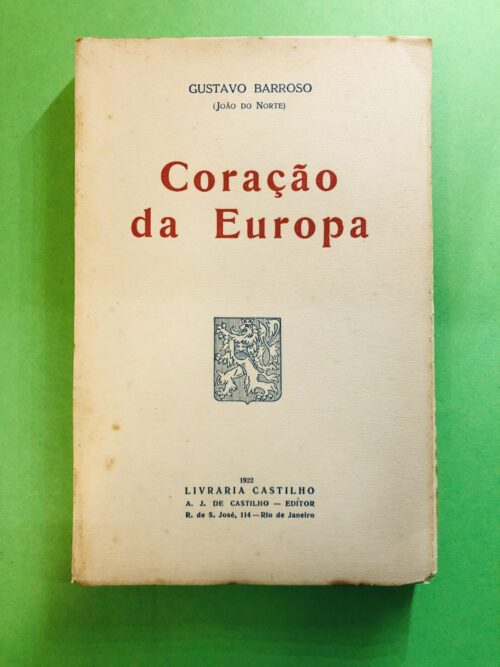 GUSTAVO BARROSO
(JOÃO DO NORTE)
Coração
da Europa
1922
LIVRARIA CASTILHO
A. J. DE CASTILHO — EDITOR
R. de S. José, 114 — Rio de Janeiro